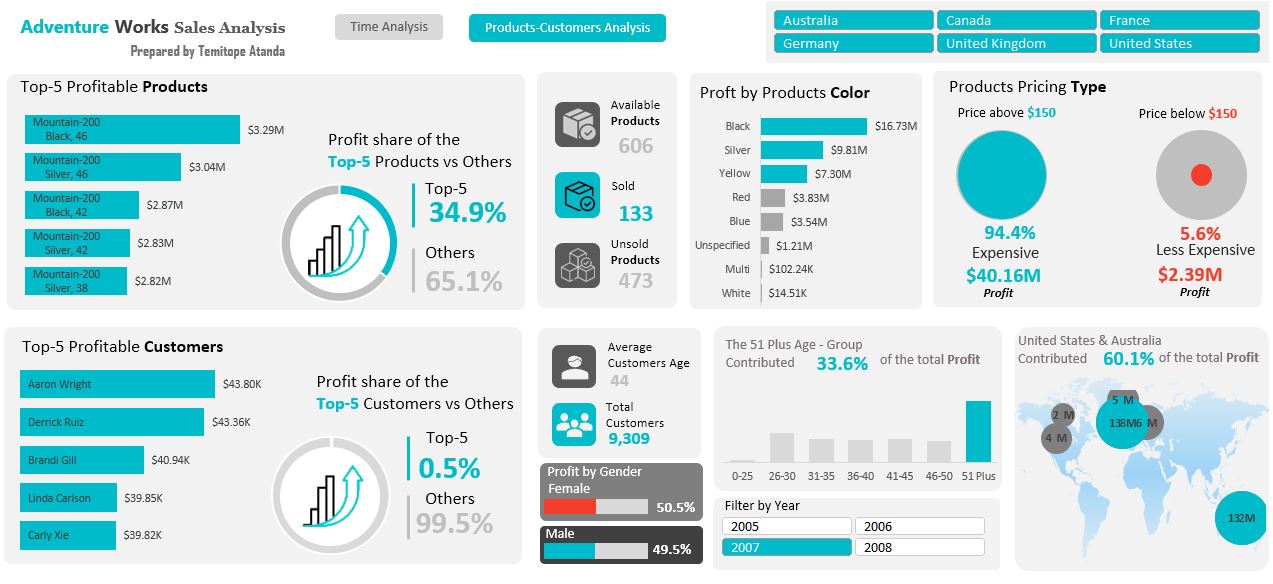 Adventure Works Sales Analysis
Prepared by Temitope Atanda
Time Analysis
Products-Customers Analysis
Australia
Canada
France
Germany
United Kingdom
United States
Top-5 Profitable Products
Mountain-200
Black, 46
$3.29M
Mountain-200
Silver, 46
$3.04M
Mountain-200
Black, 42
$2.87M
Mountain-200
Silver, 42
$2.83M
Mountain-200
Silver, 38
$2.82M
Profit share of the
Top-5 Products vs Others
Top-5
34.9%
Others
65.1%
Available
Products
606
Sold
133
Unsold
Products
473
Proft by Products Color
Black
$16.73M
Silver
$9.81M
Yellow
$7.30M
Red
$3.83M
Blue
$3.54M
Unspecified
$1.21M
Multi
$102.24K
White
$14.51K
Products Pricing Type
Price above $150
94.4%
Expensive
$40.16M
Profit
Price below $150
5.6%
Less Expensive
$2.39M
Profit
Top-5 Profitable Customers
Aaron Wright
$43.80K
Derrick Ruiz
$43.36K
Brandi Gill
$40.94K
Linda Carlson
$39.85K
Carly Xie
$39.82K
Profit share of the
Top-5 Customers vs Others
Top-5
0.5%
Others
99.5%
Average
Customers Age
44
Total
Customers
9,309
Profit by Gender
Female
50.5%
Male
49.5%
The 51 Plus Age - Group
Contributed 33.6% of the total Profit
0-25
26-30
31-35
36-40
41-45
46-50
51 Plus
Filter by Year
2005
2006
2007
2008
United States & Australia
Contributed 60.1% of the total Profit
5 M
2 M
138M6 M
4 M
132M